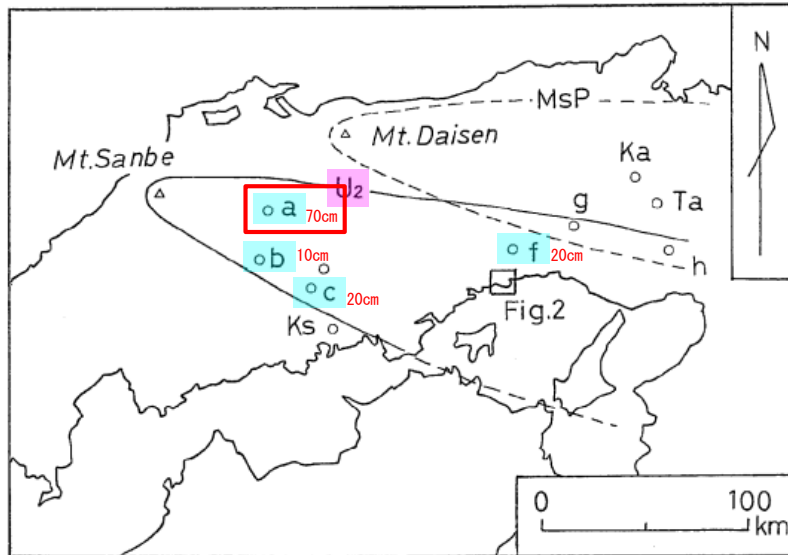 N
MsP
Mt.Daisen
Mt.Sanbe
Ka
U₂
Ta
g
a 70cm
f 20cm
h
b 10cm
c 20cm
Fig.2
Ks
0 100
km